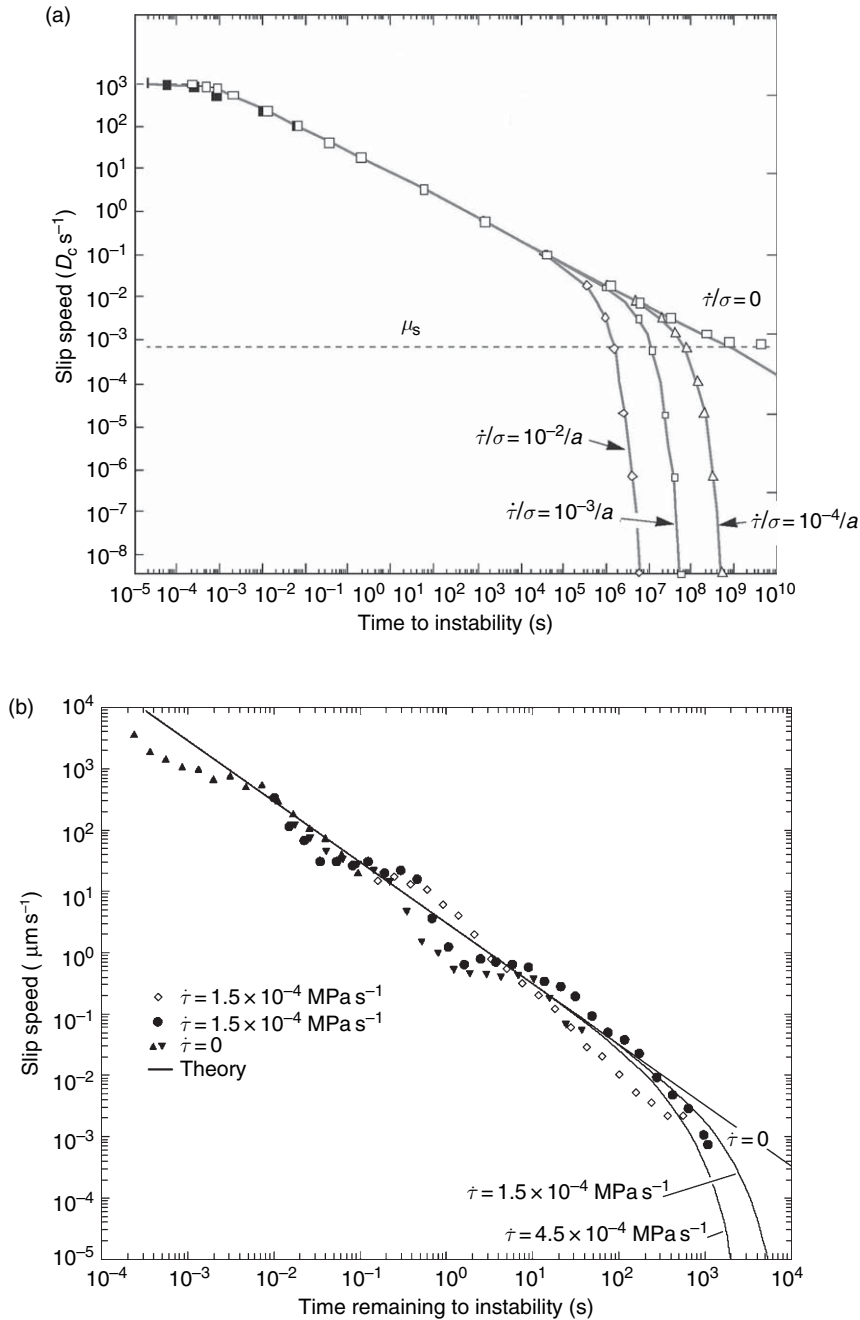 (a)
10³
10²
10¹
10⁰
10⁻¹
10⁻²
10⁻³
10⁻⁴
10⁻⁵
10⁻⁶
10⁻⁷
10⁻⁸
Slip speed (D_c s⁻¹)
μ_s
τ̇/σ = 0
τ̇/σ = 10⁻²/a
τ̇/σ = 10⁻³/a
τ̇/σ = 10⁻⁴/a
10⁻⁵ 10⁻⁴ 10⁻³ 10⁻² 10⁻¹ 10⁰ 10¹ 10² 10³ 10⁴ 10⁵ 10⁶ 10⁷ 10⁸ 10⁹ 10¹⁰
Time to instability (s)
(b)
10⁴
10³
10²
10¹
10⁰
10⁻¹
10⁻²
10⁻³
10⁻⁴
10⁻⁵
Slip speed ( μm s⁻¹)
τ̇ = 1.5 × 10⁻⁴ MPa s⁻¹
τ̇ = 1.5 × 10⁻⁴ MPa s⁻¹
τ̇ = 0
Theory
τ̇ = 0
τ̇ = 1.5 × 10⁻⁴ MPa s⁻¹
τ̇ = 4.5 × 10⁻⁴ MPa s⁻¹
10⁻⁴ 10⁻³ 10⁻² 10⁻¹ 10⁰ 10¹ 10² 10³ 10⁴
Time remaining to instability (s)